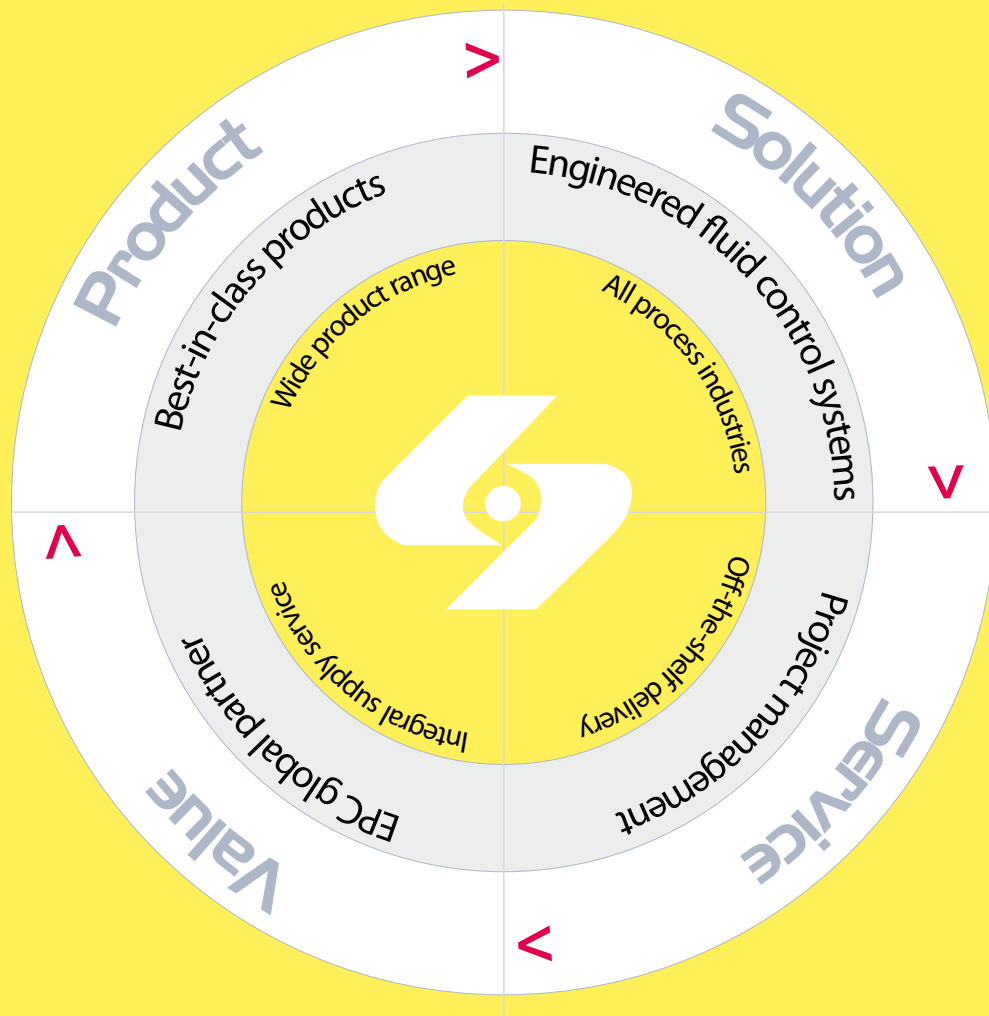 Product
Best-in-class products
Wide product range
Solution
Engineered fluid control systems
All process industries
Service
Project management
Off-the-shelf delivery
Value
EPC global partner
Integral supply service